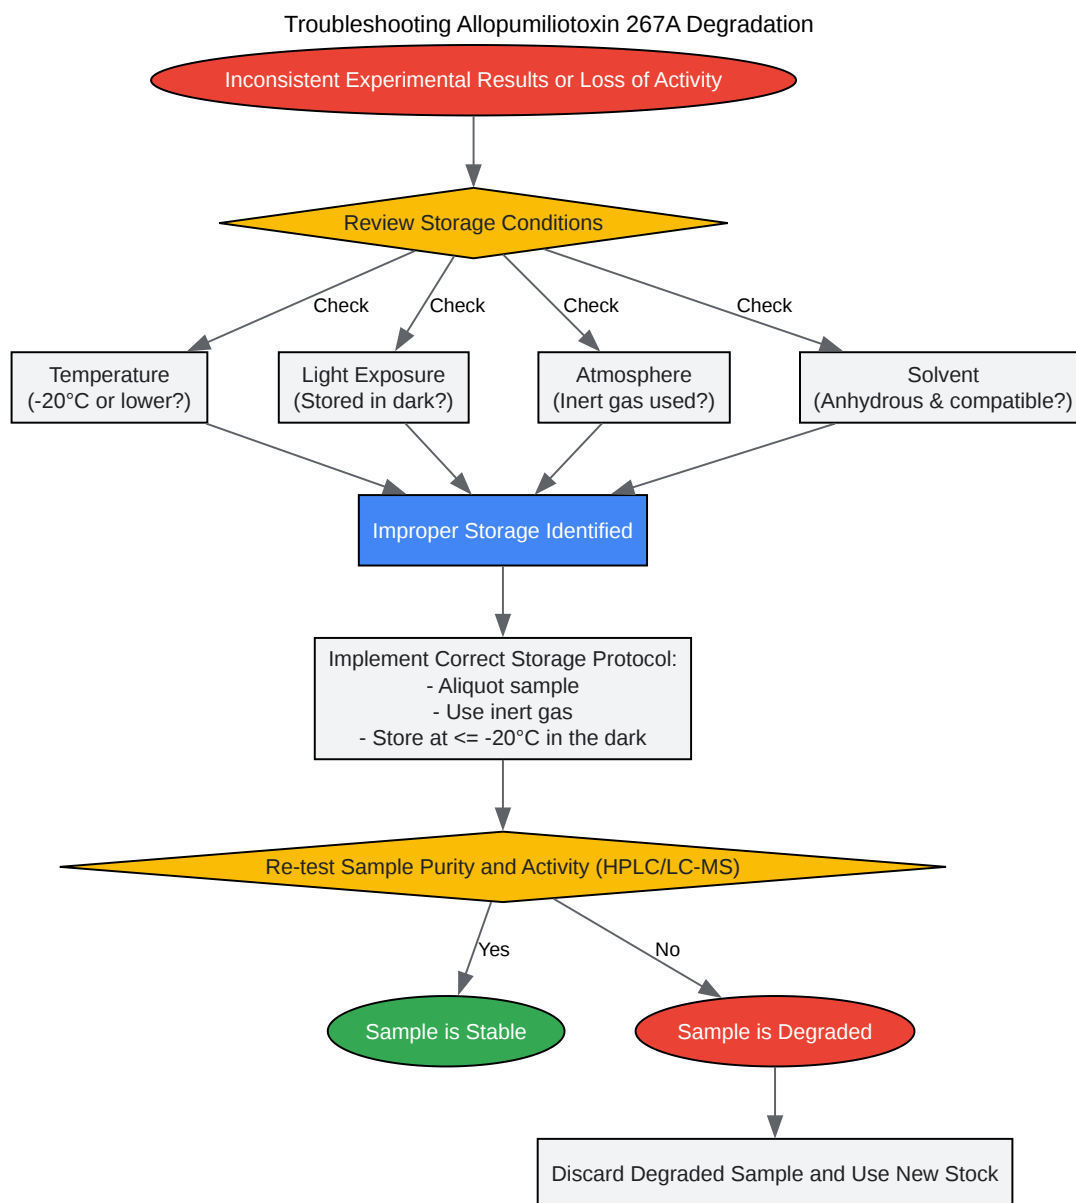 Troubleshooting Allopumiliotoxin 267A Degradation
Inconsistent Experimental Results or Loss of Activity
Review Storage Conditions
Check
Check
Check
Check
Temperature
(-20°C or lower?)
Light Exposure
(Stored in dark?)
Atmosphere
(Inert gas used?)
Solvent
(Anhydrous & compatible?)
Improper Storage Identified
Implement Correct Storage Protocol:
- Aliquot sample
- Use inert gas
- Store at <= -20°C in the dark
Re-test Sample Purity and Activity (HPLC/LC-MS)
Yes
No
Sample is Stable
Sample is Degraded
Discard Degraded Sample and Use New Stock